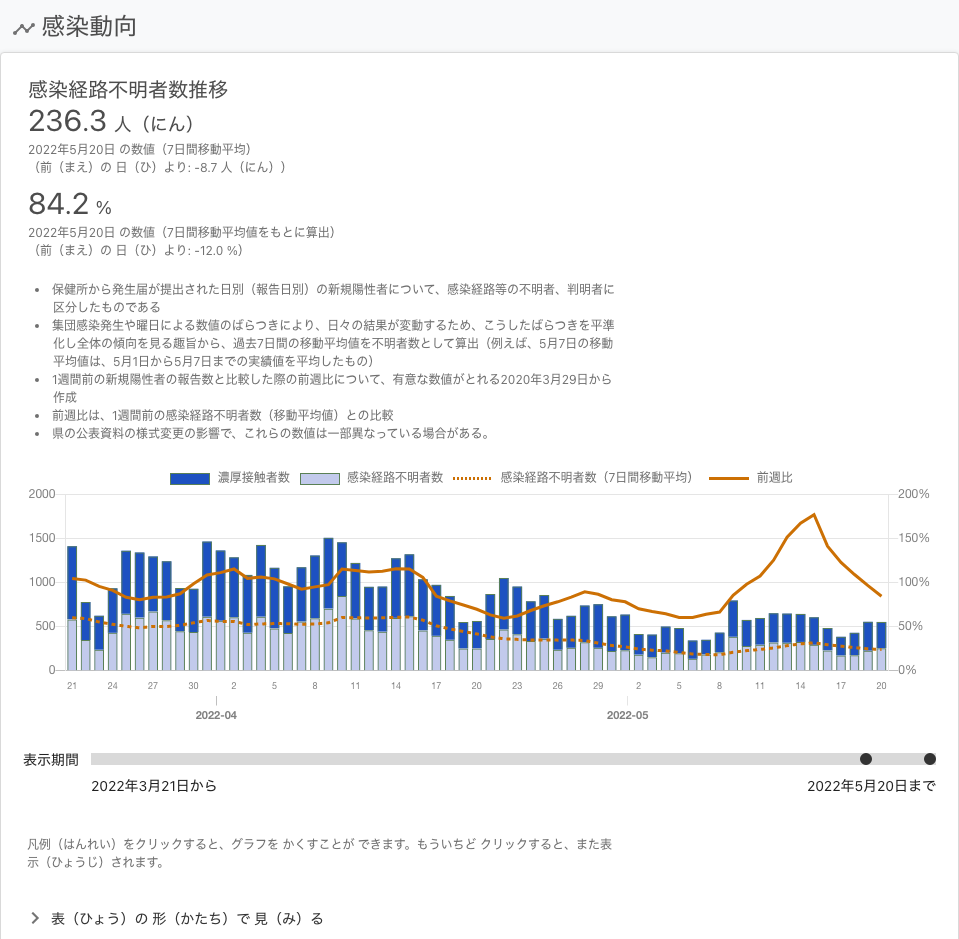 感染動向
感染経路不明者数推移
236.3 人（にん）
2022年5月20日 の数値（7日間移動平均）
（前（まえ）の 日（ひ）より: -8.7 人（にん））
84.2 %
2022年5月20日 の数値（7日間移動平均値をもとに算出）
（前（まえ）の 日（ひ）より: -12.0 %）
• 保健所から発生届が提出された日別（報告日別）の新規陽性者について、感染経路等の不明者、判明者に
区分したものである
• 集団感染発生や曜日による数値のばらつきにより、日々の結果が変動するため、こうしたばらつきを平準
化し全体の傾向を見る趣旨から、過去7日間の移動平均値を不明者数として算出（例えば、5月7日の移動
平均値は、5月1日から5月7日までの実績値を平均したもの）
• 1週間前の新規陽性者の報告数と比較した際の前週比について、有意な数値がとれる2020年3月29日から
作成
• 前週比は、1週間前の感染経路不明者数（移動平均値）との比較
• 県の公表資料の様式変更の影響で、これらの数値は一部異なっている場合がある。
濃厚接触者数 感染経路不明者数 感染経路不明者数（7日間移動平均） 前週比
2000 200%
1500 150%
1000 100%
500 50%
0 0%
21 24 27 30 2 5 8 11 14 17 20 23 26 29 2 5 8 11 14 17 20
2022-04 2022-05
表示期間
2022年3月21日から 2022年5月20日まで
凡例（はんれい）をクリックすると、グラフを かくすことが できます。もういちど クリックすると、また表
示（ひょうじ）されます。
表（ひょう）の 形（かたち）で 見（み）る